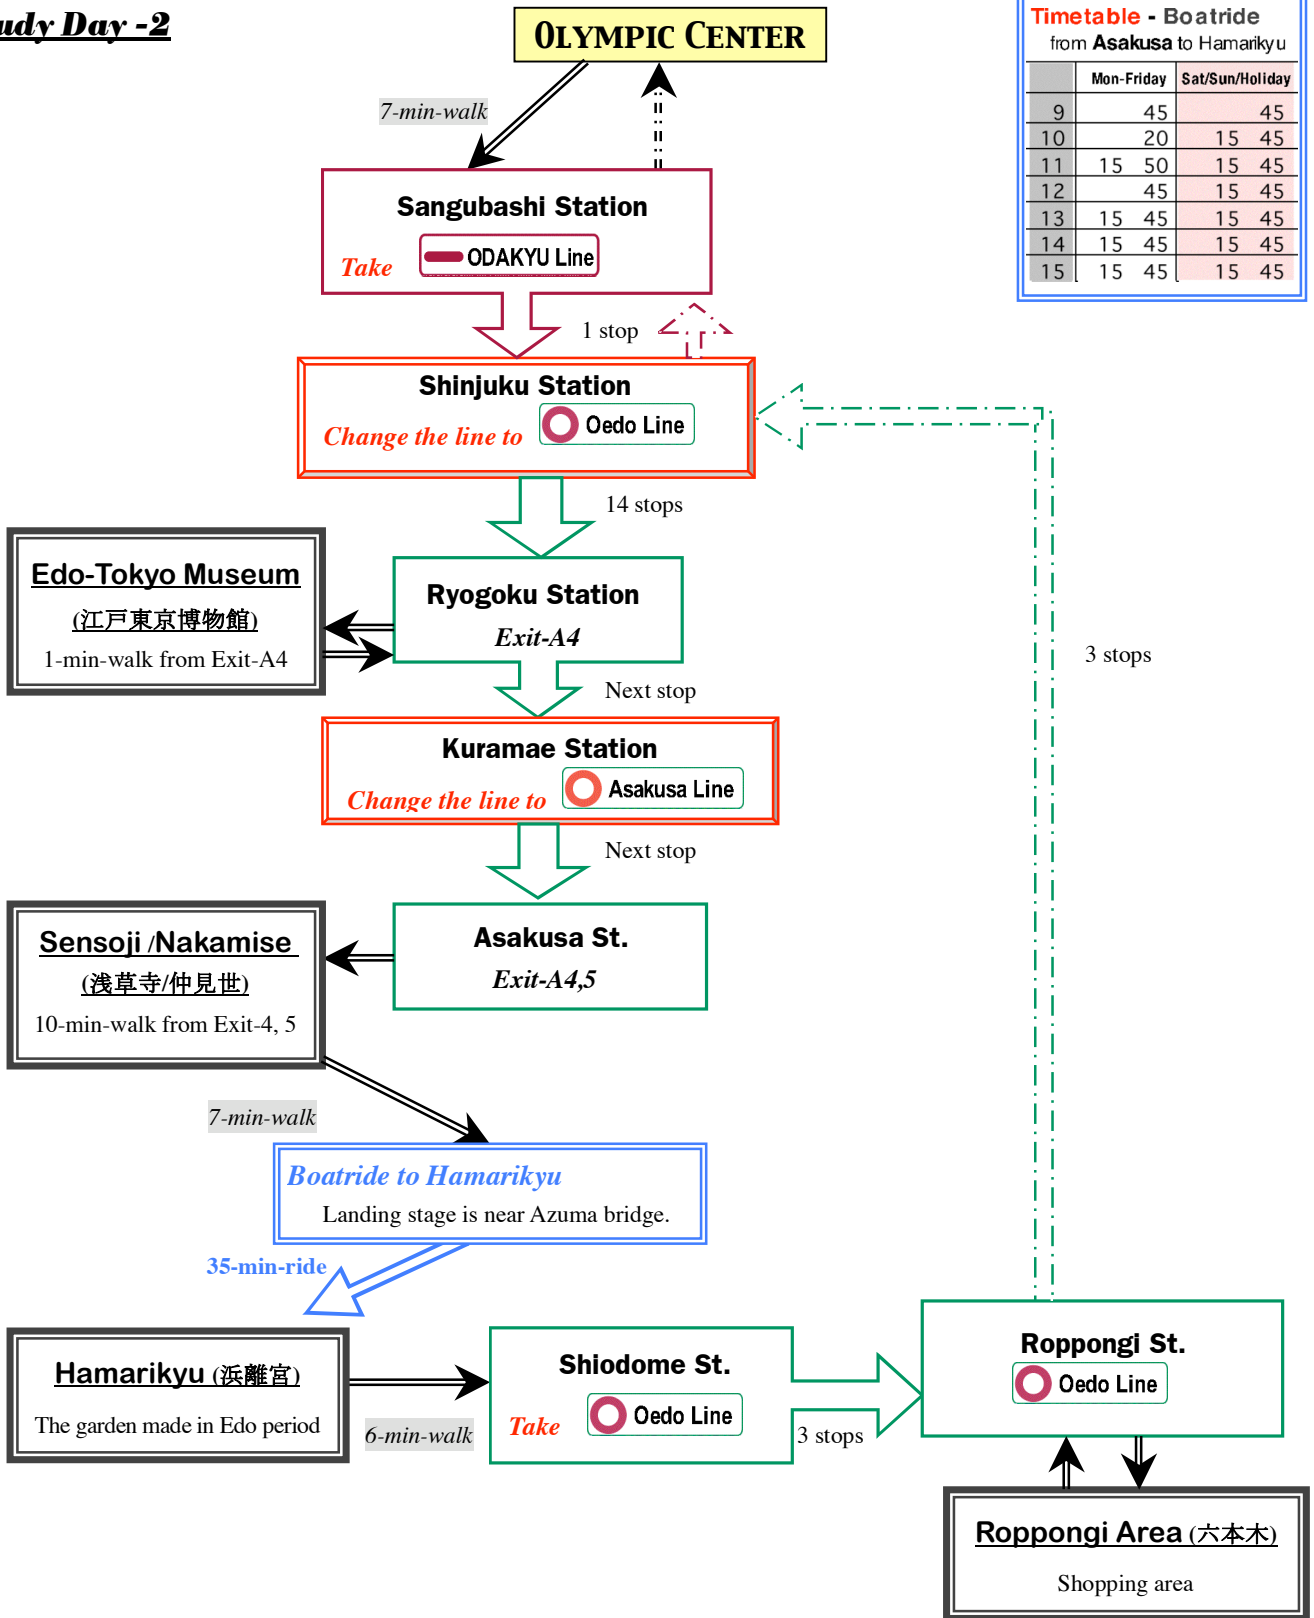 udy Day -2
OLYMPIC CENTER
Timetable - Boatride
from Asakusa to Hamarikyu
Mon-Friday Sat/Sun/Holiday
9 45 45
10 20 15 45
11 15 50 15 45
12 45 15 45
13 15 45 15 45
14 15 45 15 45
15 15 45 15 45
7-min-walk
Sangubashi Station
Take ODAKYU Line
1 stop
Shinjuku Station
Change the line to Oedo Line
14 stops
Edo-Tokyo Museum
(江戸東京博物館)
1-min-walk from Exit-A4
Ryogoku Station
Exit-A4
3 stops
Next stop
Kuramae Station
Change the line to Asakusa Line
Next stop
Sensoji /Nakamise
(浅草寺/仲見世)
10-min-walk from Exit-4, 5
Asakusa St.
Exit-A4,5
7-min-walk
Boatride to Hamarikyu
Landing stage is near Azuma bridge.
35-min-ride
Hamarikyu (浜離宮)
The garden made in Edo period
6-min-walk
Shiodome St.
Take Oedo Line
3 stops
Roppongi St.
Oedo Line
Roppongi Area (六本木)
Shopping area